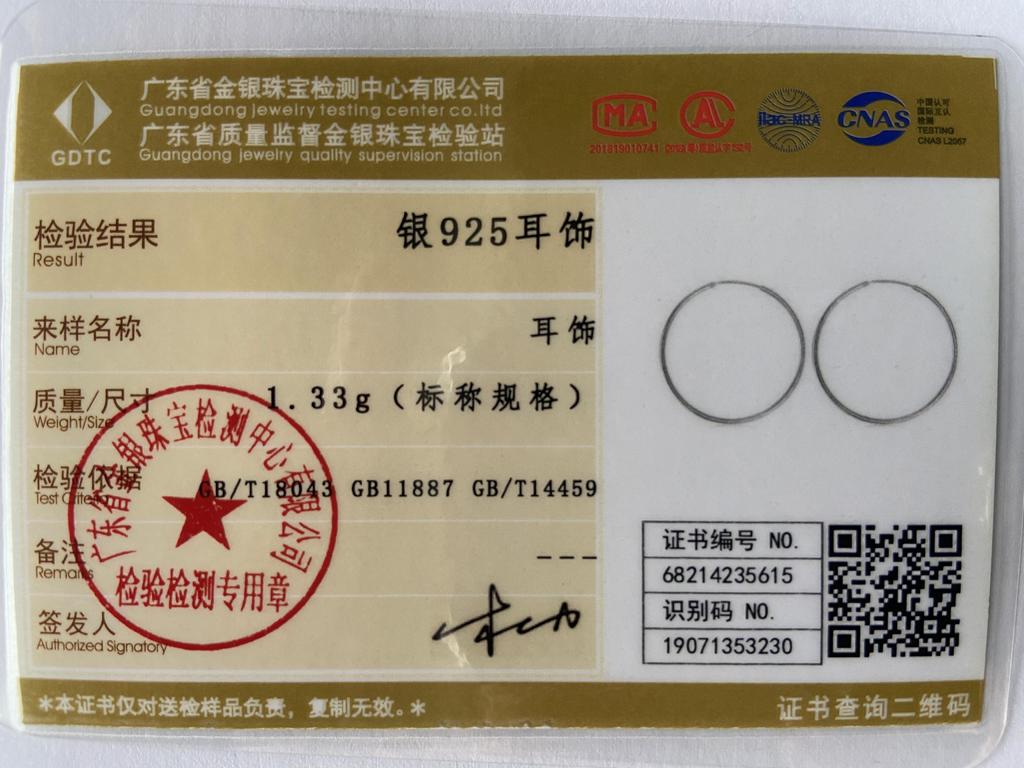 广东省金银珠宝检测中心有限公司
Guangdong jewelry testing center co.ltd
广东省质量监督金银珠宝检验站
Guangdong jewelry quality supervision station
GDTC
MA
201819010741
AL
ilac-MRA
CNAS
中国认可
国际互认
检测
TESTING
CNAS L2067
检验结果 银925耳饰
Result
来样名称 耳饰
Name
质量/尺寸 1.33g(标称规格)
Weight/Size
检验依据 GB/T18043 GB11887 GB/T14459
Test Criteria
备注 ---
Remarks
签发人
Authorized Signatory
广东省金银珠宝检测中心有限公司
检验检测专用章
证书编号 NO.
68214235615
识别码 NO.
19071353230
*本证书仅对送检样品负责,复制无效。*
证书查询二维码